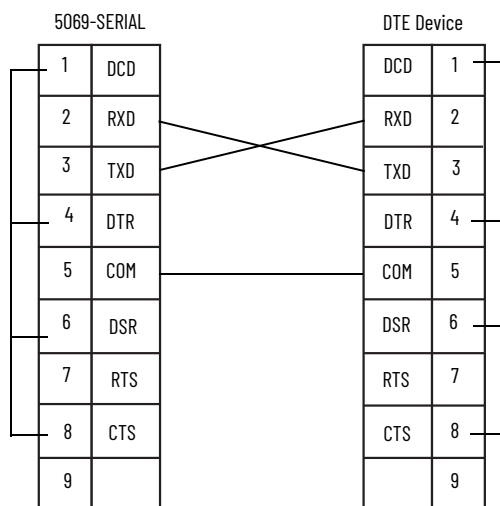 5069-SERIAL DTE Device
1 DCD DCD 1
2 RXD RXD 2
3 TXD TXD 3
4 DTR DTR 4
5 COM COM 5
6 DSR DSR 6
7 RTS RTS 7
8 CTS CTS 8
9 9